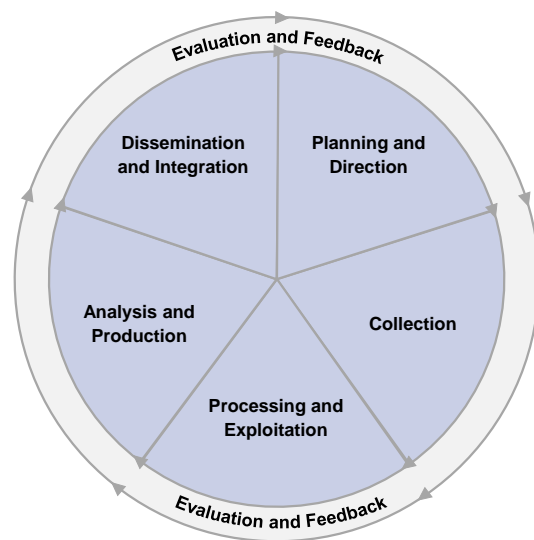 Evaluation and Feedback
Dissemination
and Integration
Planning and
Direction
Analysis and
Production
Collection
Processing and
Exploitation
Evaluation and Feedback